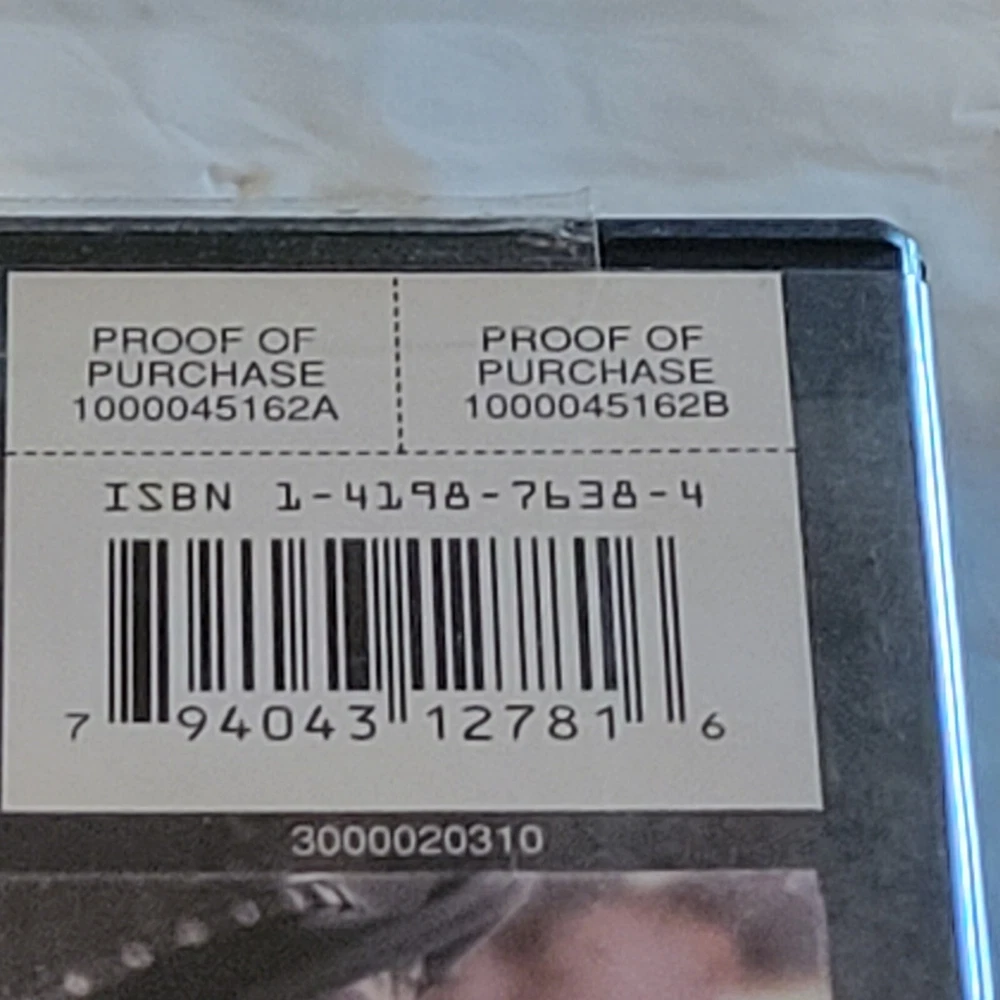 PROOF OF
PURCHASE
1000045162A
PROOF OF
PURCHASE
1000045162B
ISBN 1-4198-7638-4
7 94043 12781 6
3000020310